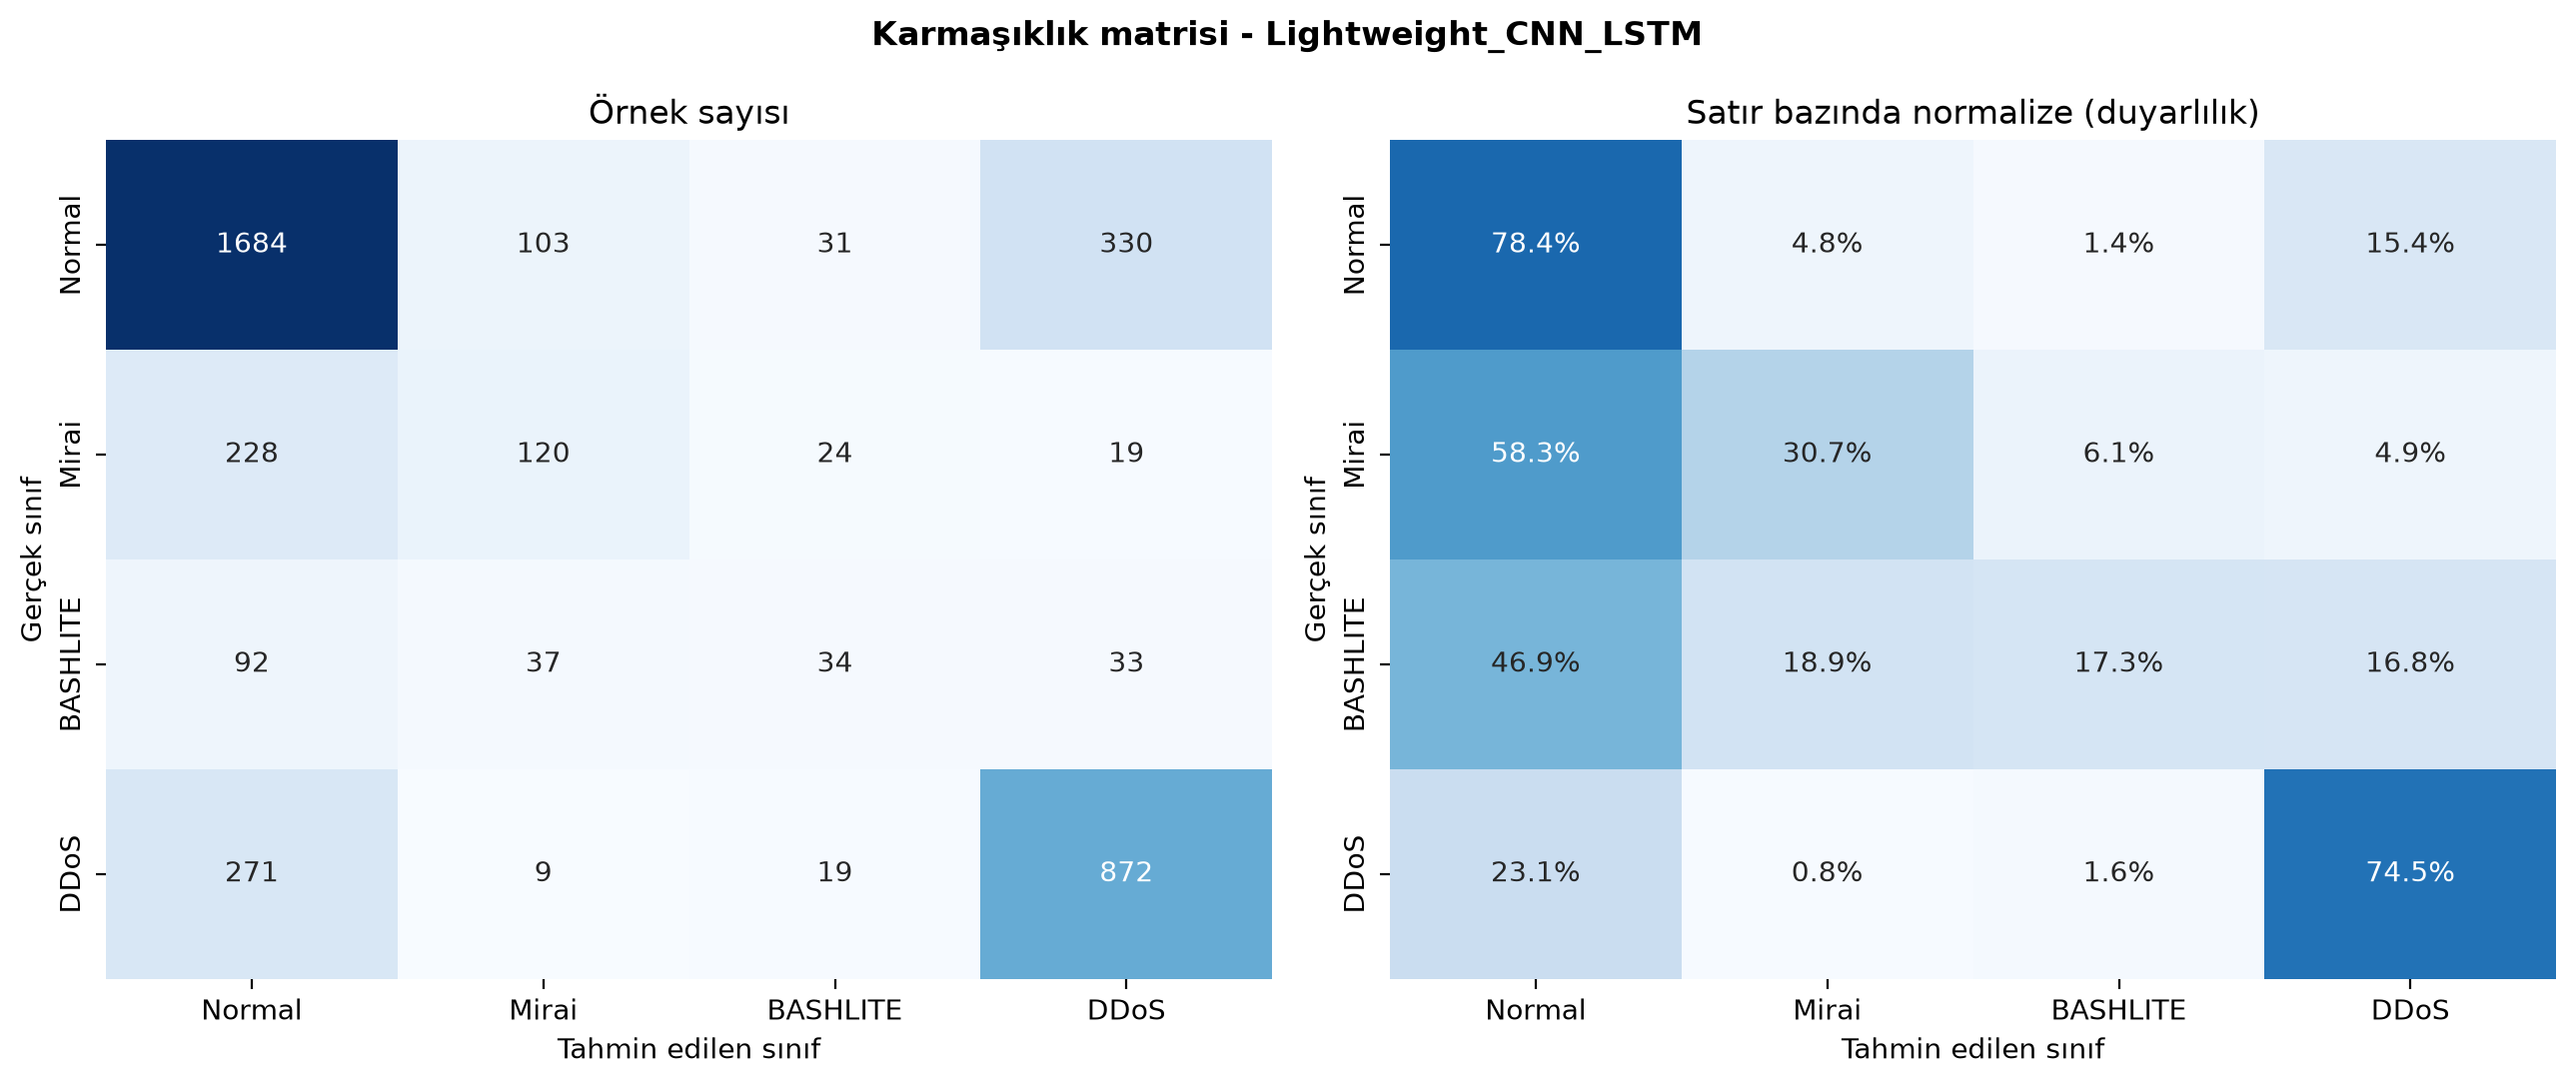 Karmaşıklık matrisi - Lightweight_CNN_LSTM
Örnek sayısı
Gerçek sınıf
Normal
1684 103 31 330
Mirai
228 120 24 19
BASHLITE
92 37 34 33
DDoS
271 9 19 872
Normal Mirai BASHLITE DDoS
Tahmin edilen sınıf
Satır bazında normalize (duyarlılık)
Gerçek sınıf
Normal
78.4% 4.8% 1.4% 15.4%
Mirai
58.3% 30.7% 6.1% 4.9%
BASHLITE
46.9% 18.9% 17.3% 16.8%
DDoS
23.1% 0.8% 1.6% 74.5%
Normal Mirai BASHLITE DDoS
Tahmin edilen sınıf